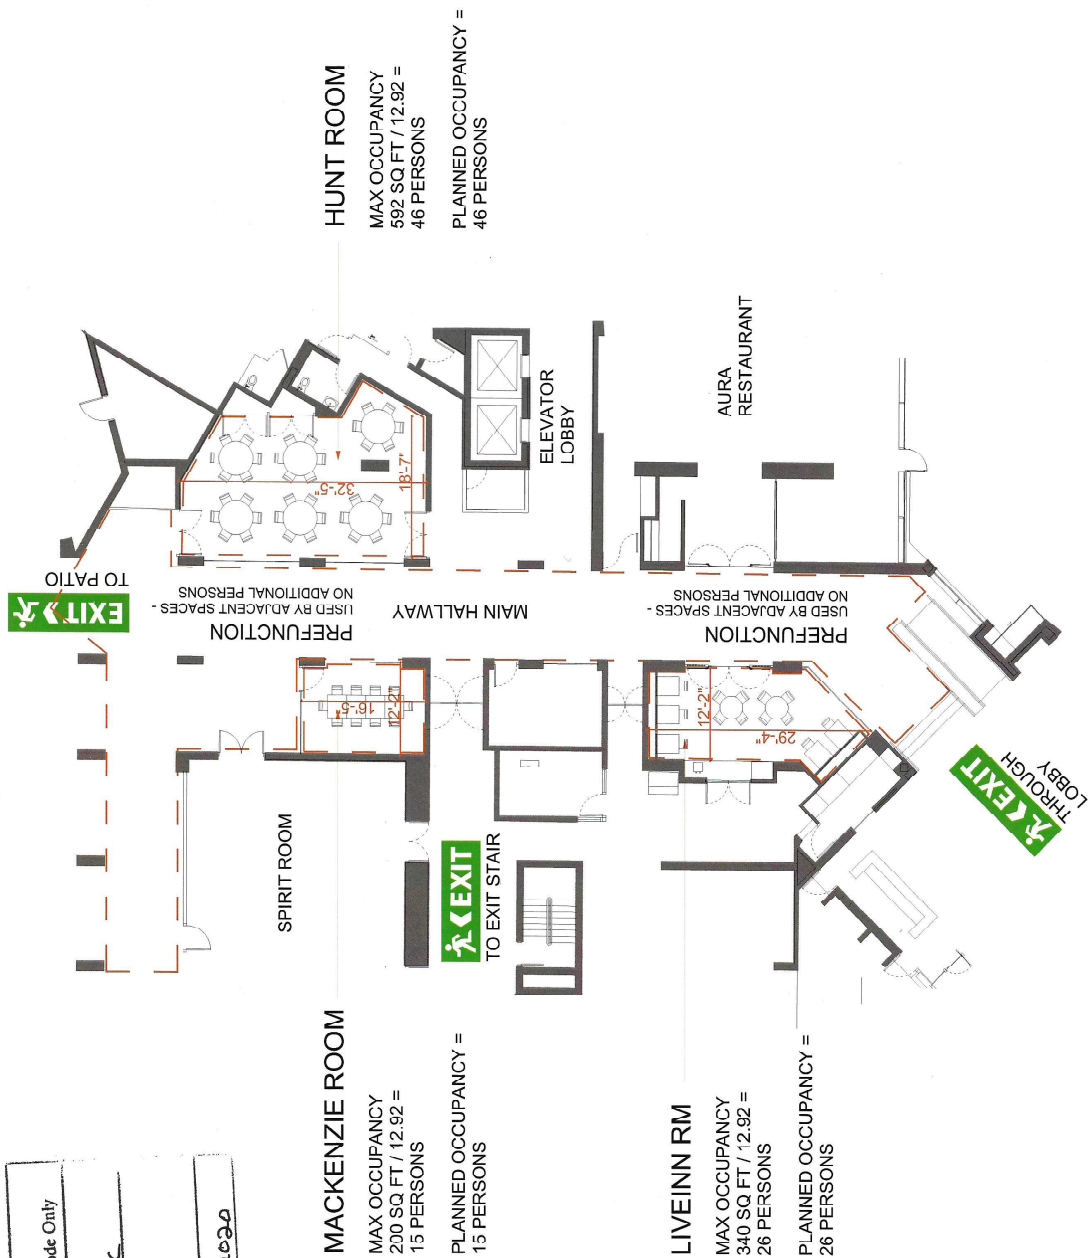 HUNT ROOM
MAX OCCUPANCY
592 SQ FT / 12.92 =
46 PERSONS
PLANNED OCCUPANCY =
46 PERSONS
TO PATIO
EXIT
PREFUNCTION
USED BY ADJACENT SPACES -
NO ADDITIONAL PERSONS
32'-5"
18'-7"
MAIN HALLWAY
ELEVATOR
LOBBY
AURA
RESTAURANT
PREFUNCTION
USED BY ADJACENT SPACES -
NO ADDITIONAL PERSONS
16'-5"
12'-2"
12'-2"
29'-4"
SPIRIT ROOM
EXIT
TO EXIT STAIR
EXIT
THROUGH
LOBBY
MACKENZIE ROOM
MAX OCCUPANCY
200 SQ FT / 12.92 =
15 PERSONS
PLANNED OCCUPANCY =
15 PERSONS
LIVEINN RM
MAX OCCUPANCY
340 SQ FT / 12.92 =
26 PERSONS
PLANNED OCCUPANCY =
26 PERSONS
Only